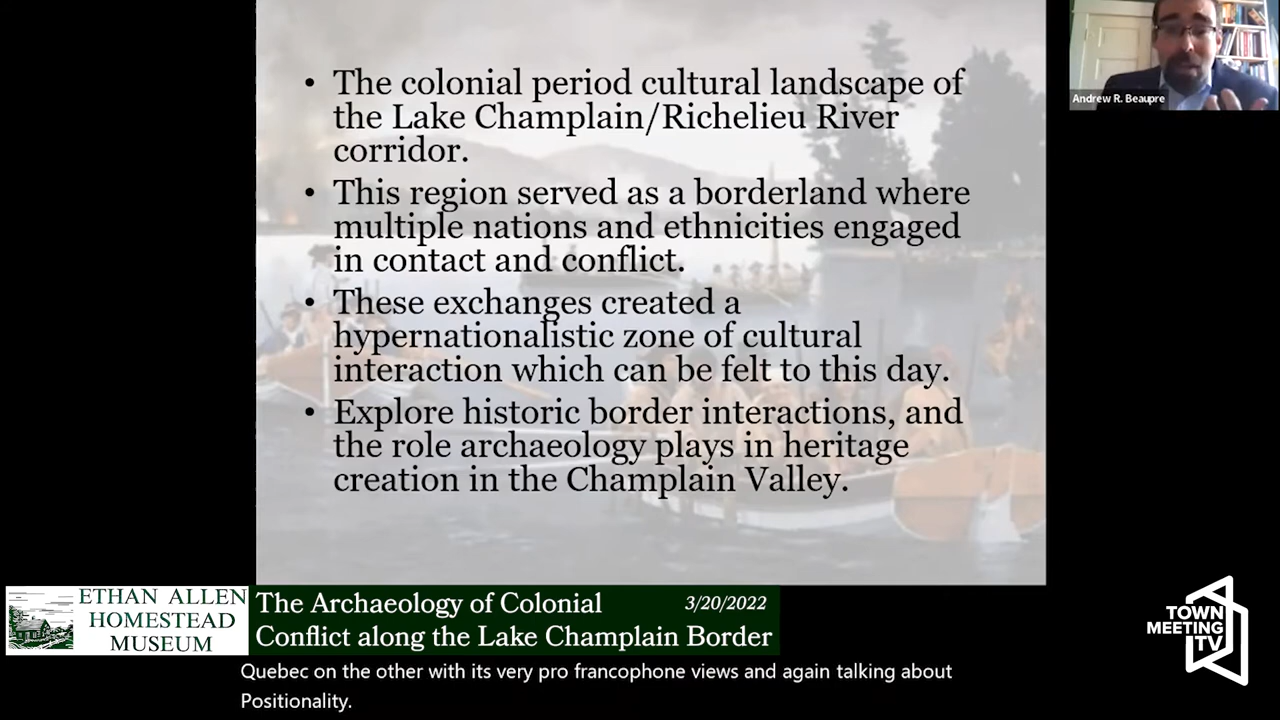 • The colonial period cultural landscape of
the Lake Champlain/Richelieu River
corridor.
• This region served as a borderland where
multiple nations and ethnicities engaged
in contact and conflict.
• These exchanges created a
hypernationalistic zone of cultural
interaction which can be felt to this day.
• Explore historic border interactions, and
the role archaeology plays in heritage
creation in the Champlain Valley.
Andrew R. Beaupre
ETHAN ALLEN
HOMESTEAD
MUSEUM
The Archaeology of Colonial 3/20/2022
Conflict along the Lake Champlain Border
Quebec on the other with its very pro francophone views and again talking about
Positionality.
TOWN
MEETING
TV